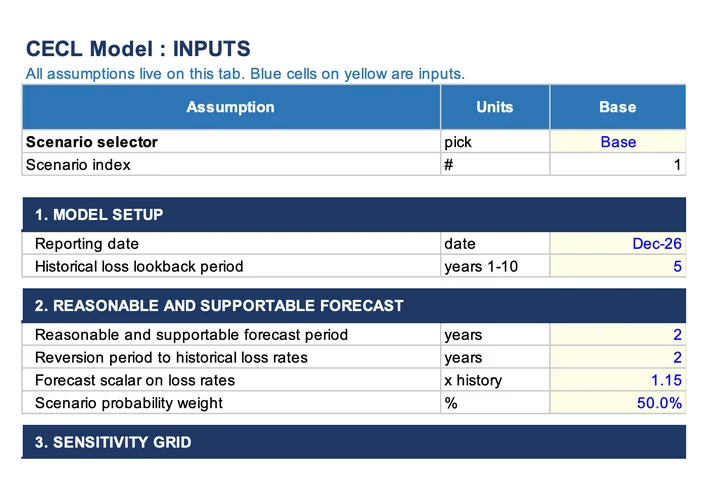 CECL Model : INPUTS
All assumptions live on this tab. Blue cells on yellow are inputs.
Assumption Units Base
Scenario selector pick Base
Scenario index # 1
1. MODEL SETUP
Reporting date date Dec-26
Historical loss lookback period years 1-10 5
2. REASONABLE AND SUPPORTABLE FORECAST
Reasonable and supportable forecast period years 2
Reversion period to historical loss rates years 2
Forecast scalar on loss rates x history 1.15
Scenario probability weight % 50.0%
3. SENSITIVITY GRID